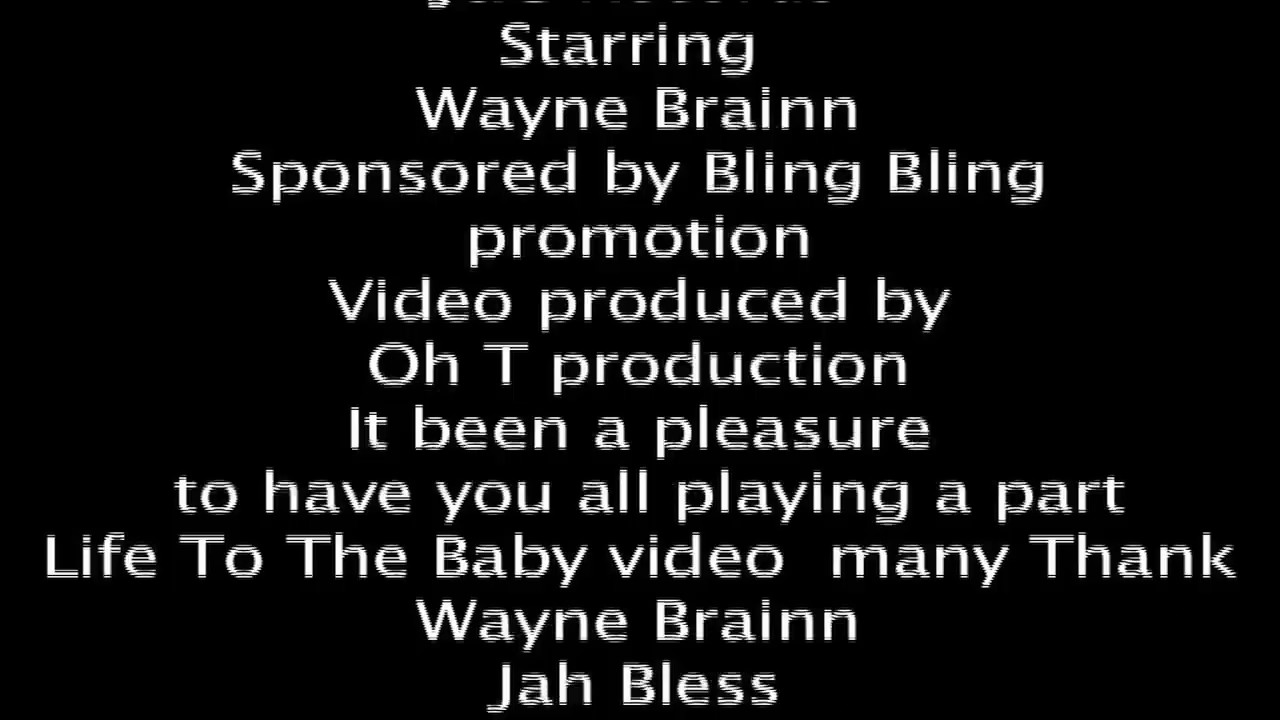 Starring
Wayne Brainn
Sponsored by Bling Bling
promotion
Video produced by
Oh T production
It been a pleasure
to have you all playing a part
Life To The Baby video  many Thank
Wayne Brainn
Jah Bless